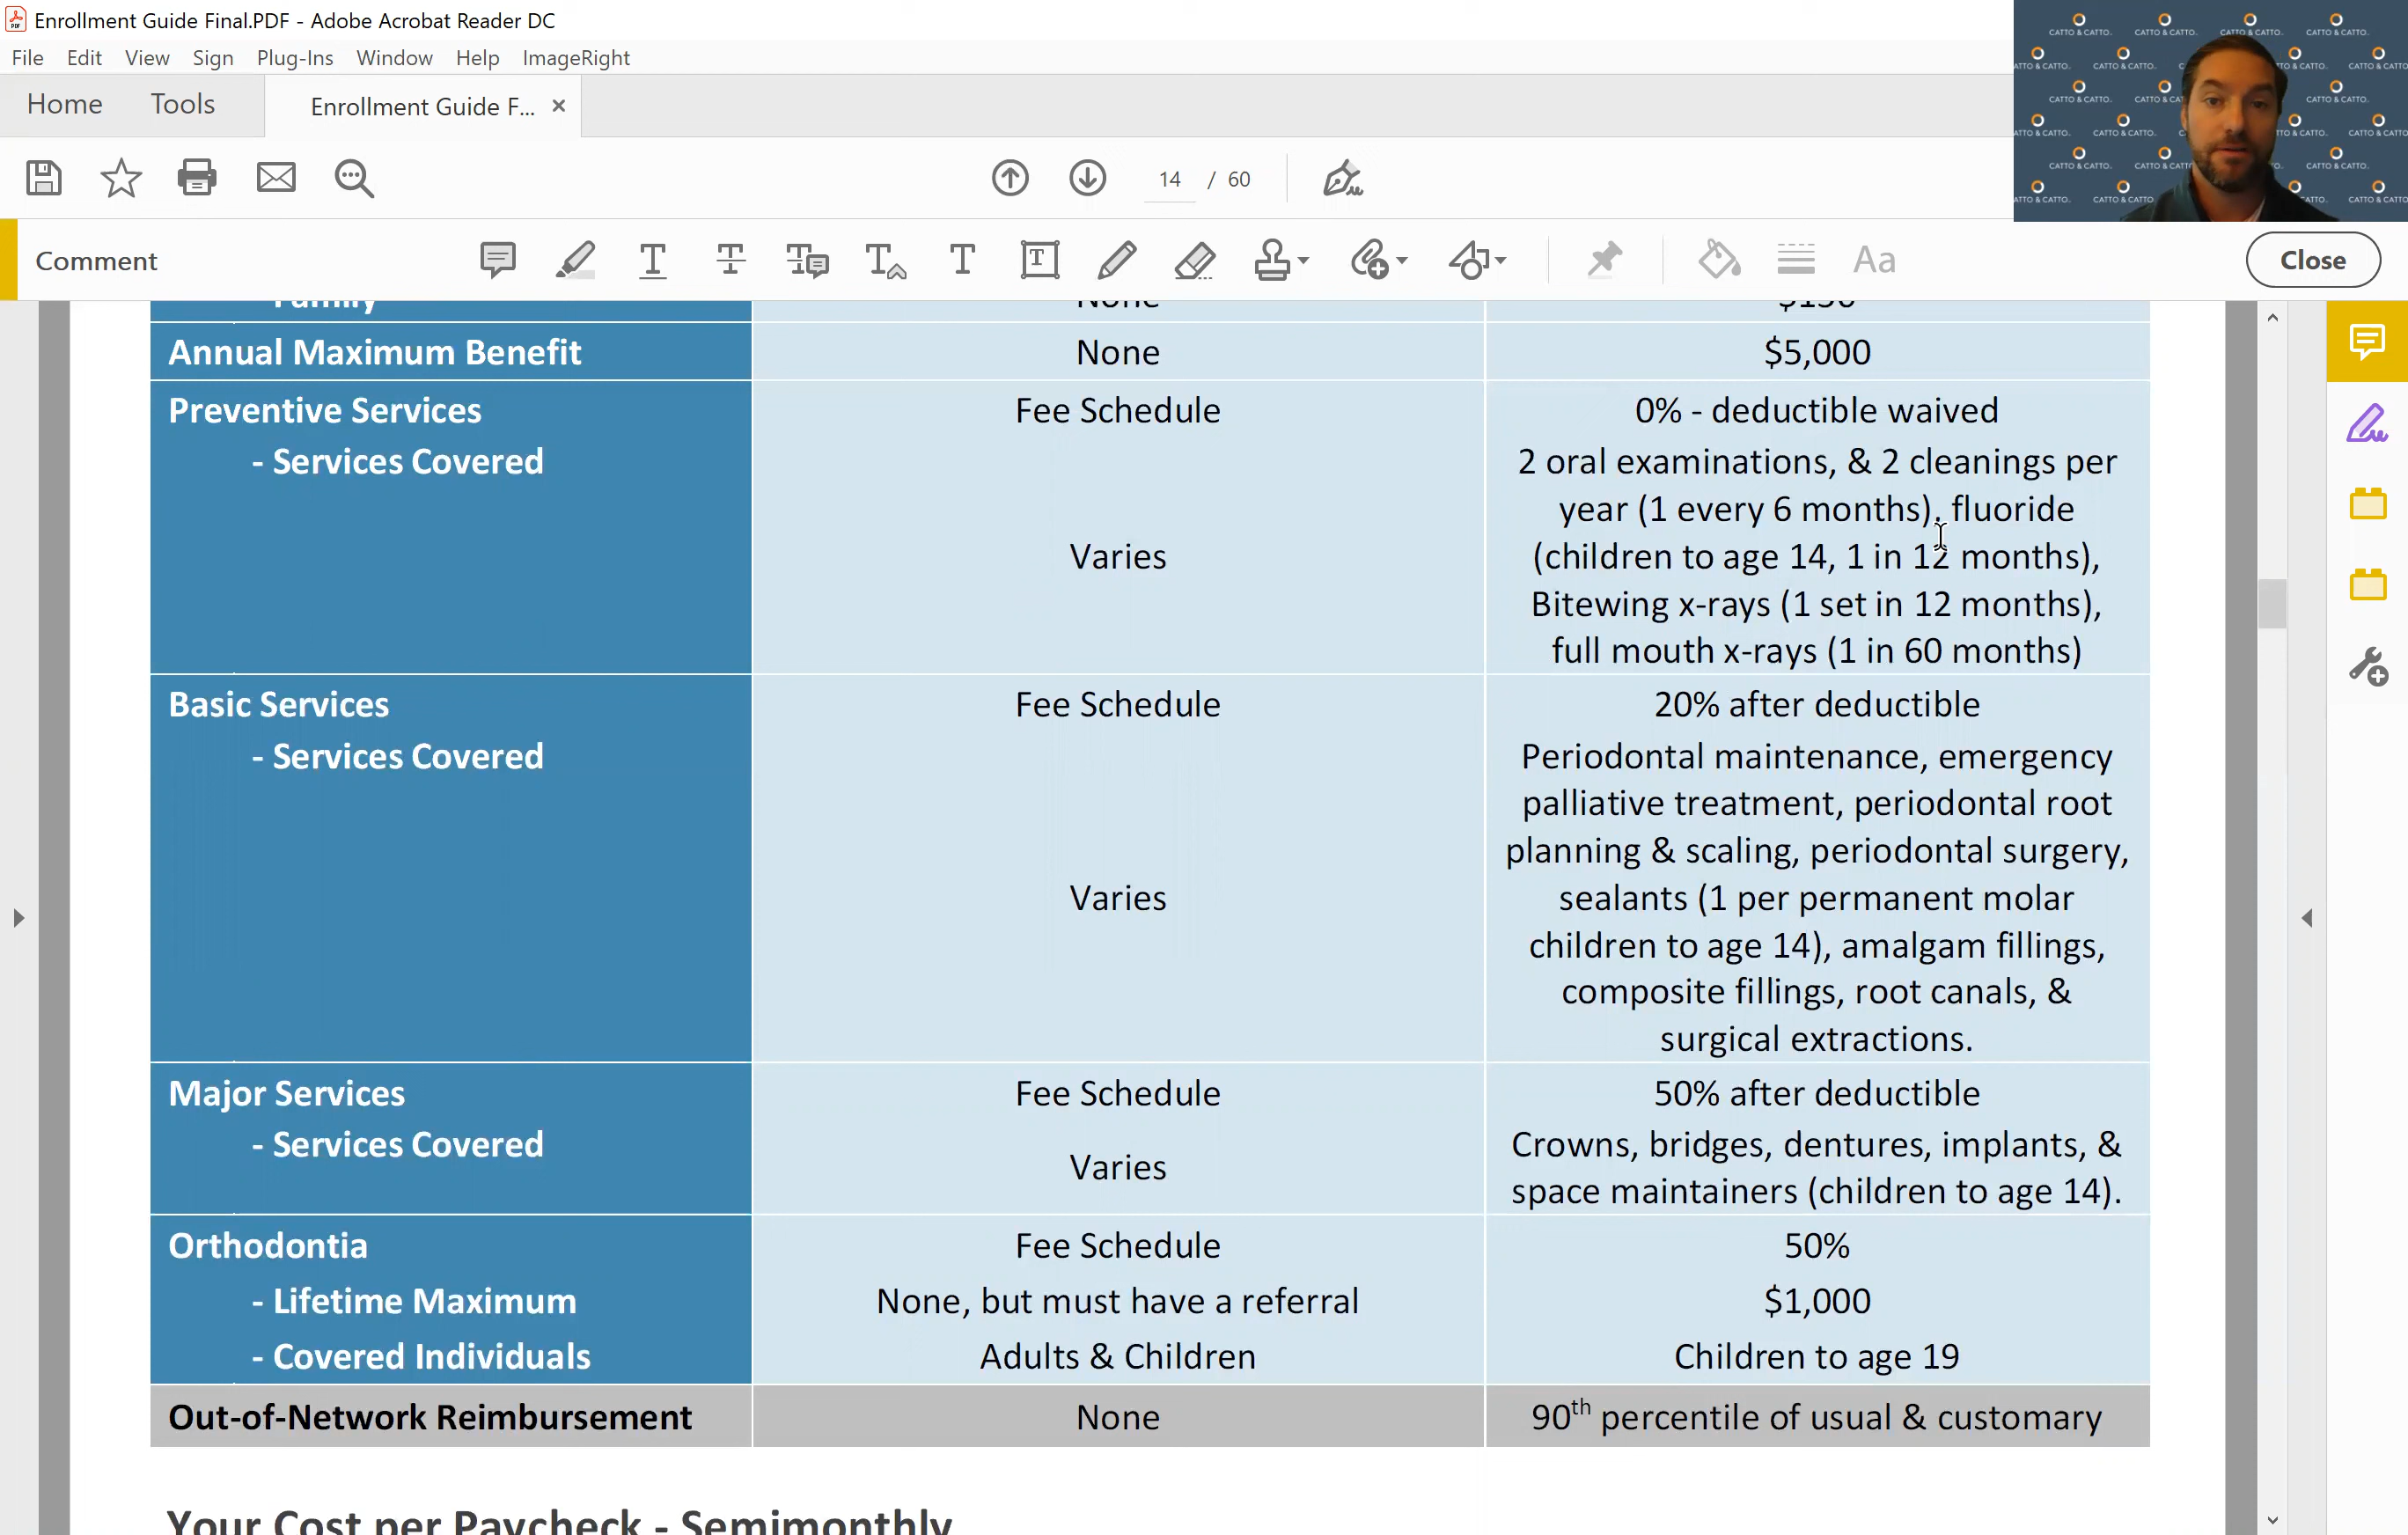 Enrollment Guide Final.PDF - Adobe Acrobat Reader DC
File Edit View Sign Plug-Ins Window Help ImageRight
Home Tools Enrollment Guide F... ×
14 / 60
Comment
Close
Family None $150
Annual Maximum Benefit None $5,000
Preventive Services Fee Schedule 0% - deductible waived
- Services Covered Varies 2 oral examinations, & 2 cleanings per
year (1 every 6 months), fluoride
(children to age 14, 1 in 12 months),
Bitewing x-rays (1 set in 12 months),
full mouth x-rays (1 in 60 months)
Basic Services Fee Schedule 20% after deductible
- Services Covered Varies Periodontal maintenance, emergency
palliative treatment, periodontal root
planning & scaling, periodontal surgery,
sealants (1 per permanent molar
children to age 14), amalgam fillings,
composite fillings, root canals, &
surgical extractions.
Major Services Fee Schedule 50% after deductible
- Services Covered Varies Crowns, bridges, dentures, implants, &
space maintainers (children to age 14).
Orthodontia Fee Schedule 50%
- Lifetime Maximum None, but must have a referral $1,000
- Covered Individuals Adults & Children Children to age 19
Out-of-Network Reimbursement None 90th percentile of usual & customary
Your Cost per Paycheck - Semimonthly
CATTO & CATTO